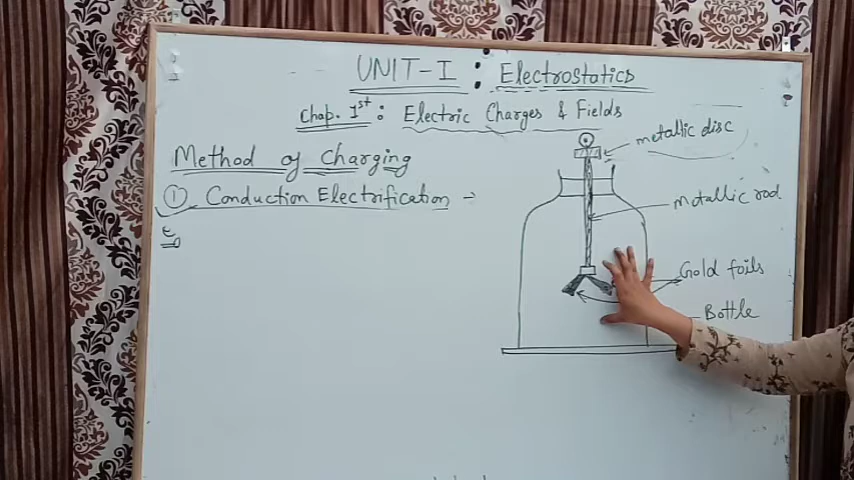 UNIT-I : Electrostatics
Chap. 1st : Electric Charges & Fields
Method of Charging
① Conduction Electrification :-
metallic disc
metallic rod
Gold foils
Bottle